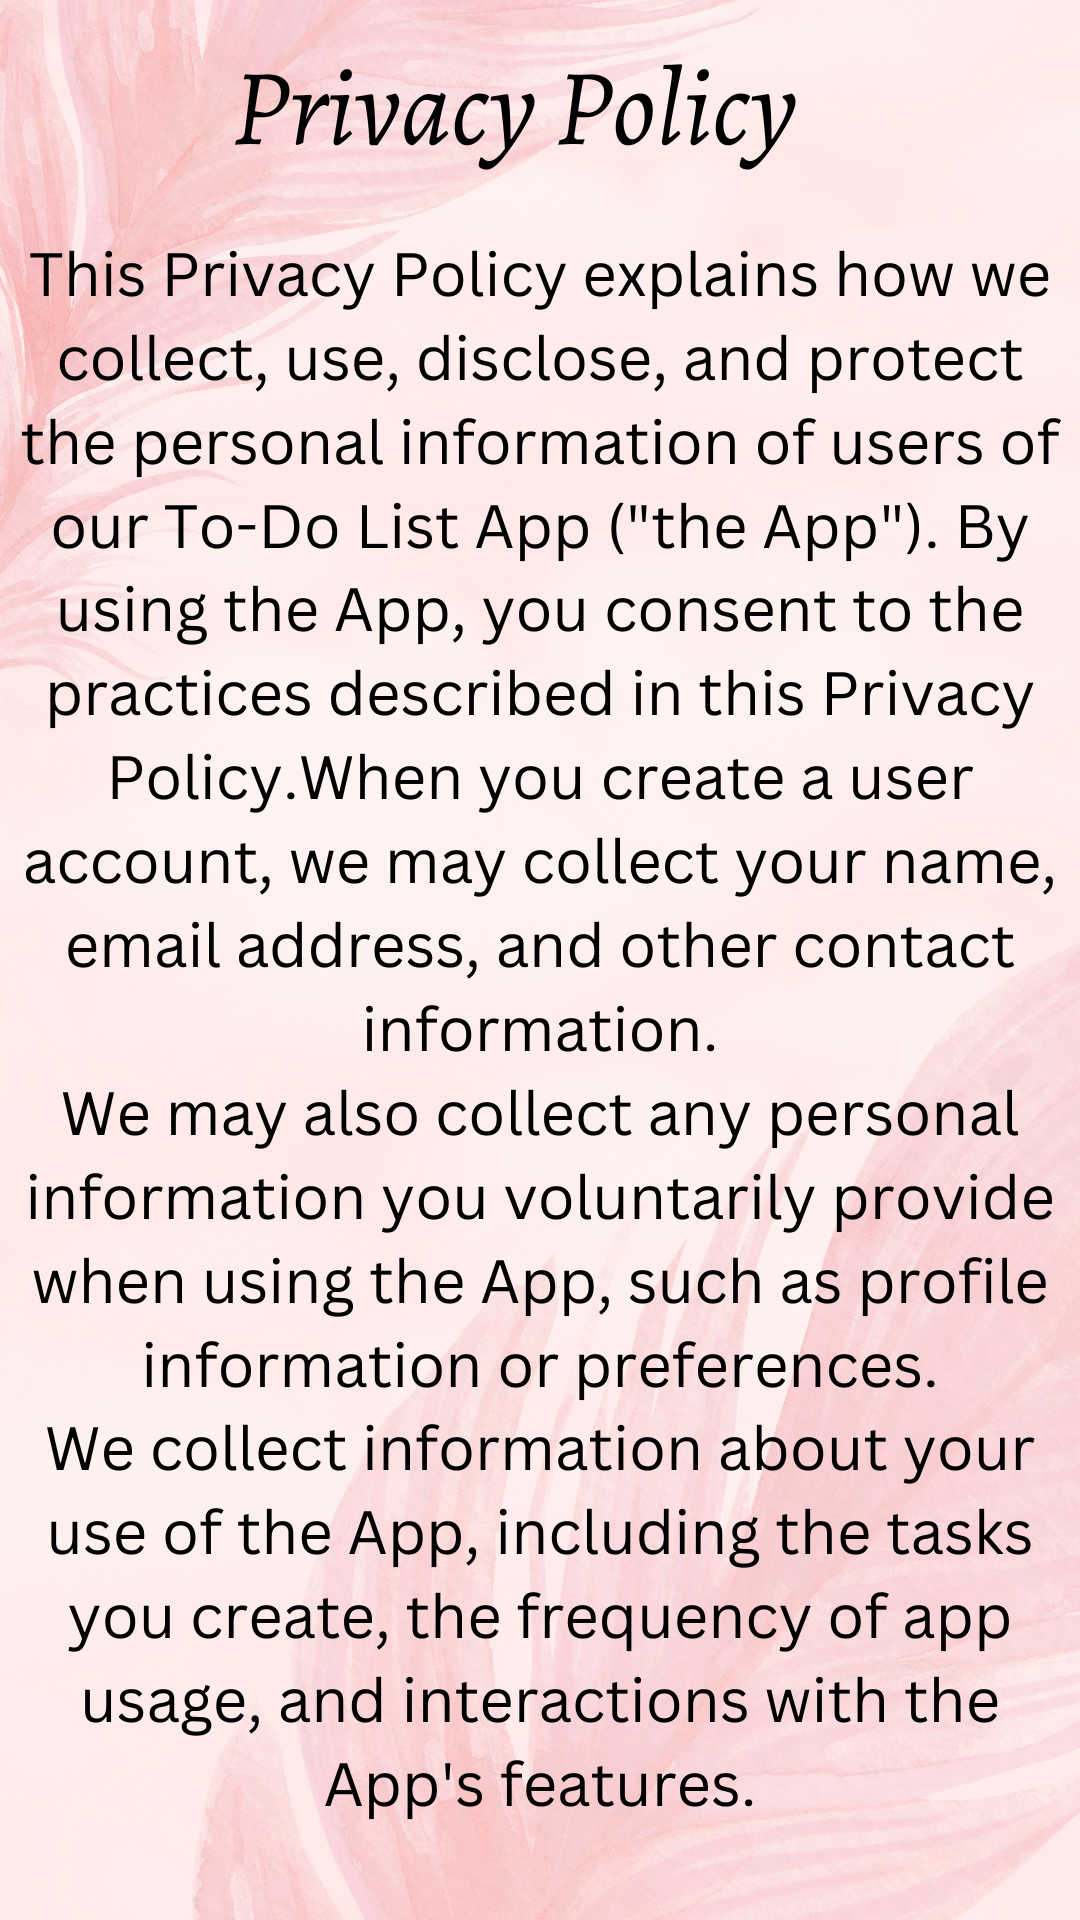 Privacy Policy
This Privacy Policy explains how we
collect, use, disclose, and protect
the personal information of users of
our To-Do List App ("the App"). By
using the App, you consent to the
practices described in this Privacy
Policy.When you create a user
account, we may collect your name,
email address, and other contact
information.
We may also collect any personal
information you voluntarily provide
when using the App, such as profile
information or preferences.
We collect information about your
use of the App, including the tasks
you create, the frequency of app
usage, and interactions with the
App's features.